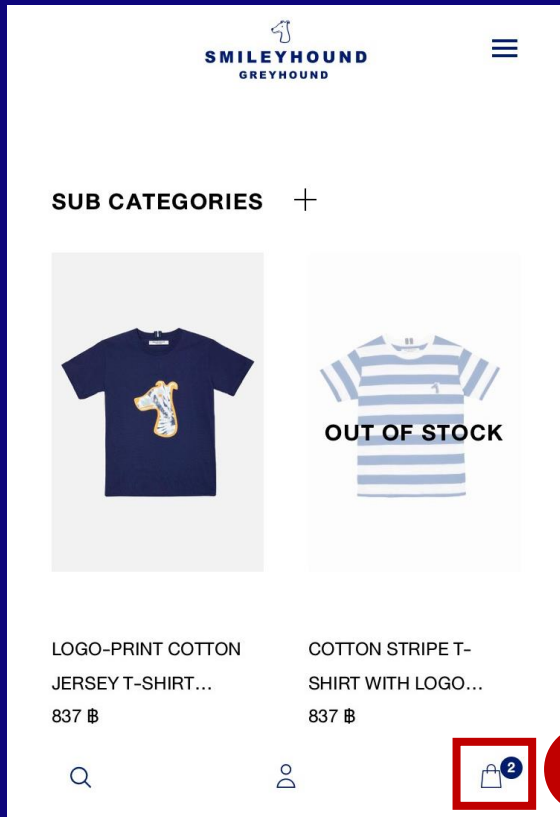 SMILEYHOUND
GREYHOUND
SUB CATEGORIES
OUT OF STOCK
LOGO-PRINT COTTON
JERSEY T-SHIRT...
837 ฿
COTTON STRIPE T-
SHIRT WITH LOGO...
837 ฿
2